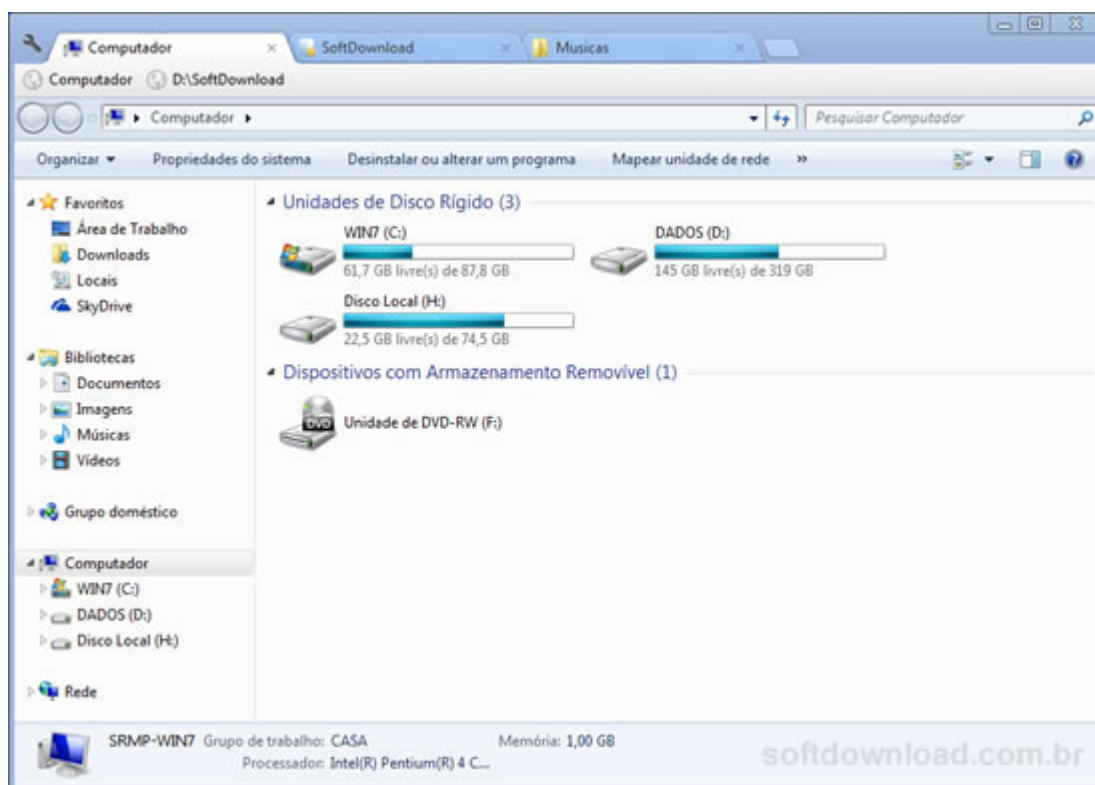 Computador SoftDownload Musicas
Computador D:\SoftDownload
Computador Pesquisar Computador
Organizar Propriedades do sistema Desinstalar ou alterar um programa Mapear unidade de rede »
Favoritos
Área de Trabalho
Downloads
Locais
SkyDrive
Bibliotecas
Documentos
Imagens
Músicas
Vídeos
Grupo doméstico
Computador
WIN7 (C:)
DADOS (D:)
Disco Local (H:)
Rede
Unidades de Disco Rígido (3)
WIN7 (C:)
61,7 GB livre(s) de 87,8 GB
DADOS (D:)
145 GB livre(s) de 319 GB
Disco Local (H:)
22,5 GB livre(s) de 74,5 GB
Dispositivos com Armazenamento Removível (1)
DVD
Unidade de DVD-RW (F:)
SRMP-WIN7 Grupo de trabalho: CASA Memória: 1,00 GB
Processador: Intel(R) Pentium(R) 4 C...
softdownload.com.br